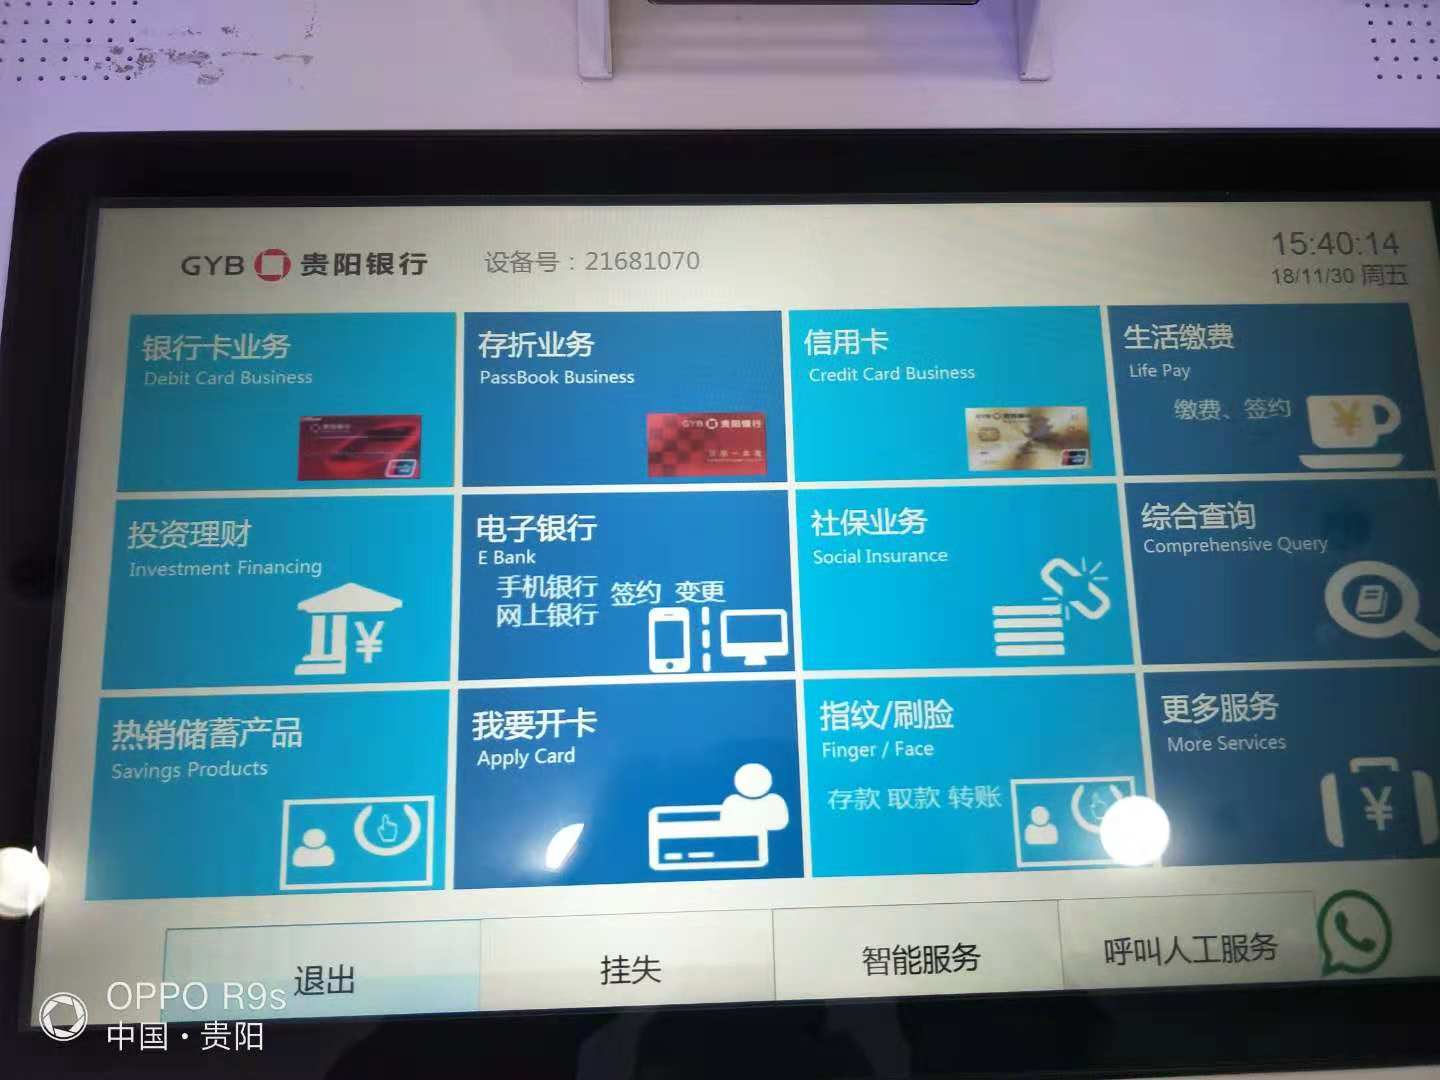 GYB 贵阳银行 设备号：21681070
15:40:14
18/11/30 周五
银行卡业务
Debit Card Business
存折业务
PassBook Business
GYB 贵阳银行
信用卡
Credit Card Business
生活缴费
Life Pay
缴费、签约
投资理财
Investment Financing
电子银行
E Bank
手机银行 签约 变更
网上银行
社保业务
Social Insurance
综合查询
Comprehensive Query
热销储蓄产品
Savings Products
我要开卡
Apply Card
指纹/刷脸
Finger / Face
存款 取款 转账
更多服务
More Services
退出
挂失
智能服务
呼叫人工服务
OPPO R9s
中国·贵阳